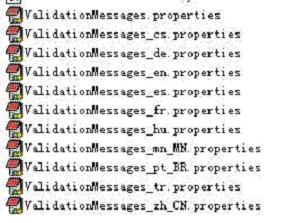 ValidationMessages.properties
ValidationMessages_cs.properties
ValidationMessages_de.properties
ValidationMessages_en.properties
ValidationMessages_es.properties
ValidationMessages_fr.properties
ValidationMessages_hu.properties
ValidationMessages_mn_MN.properties
ValidationMessages_pt_BR.properties
ValidationMessages_tr.properties
ValidationMessages_zh_CN.properties